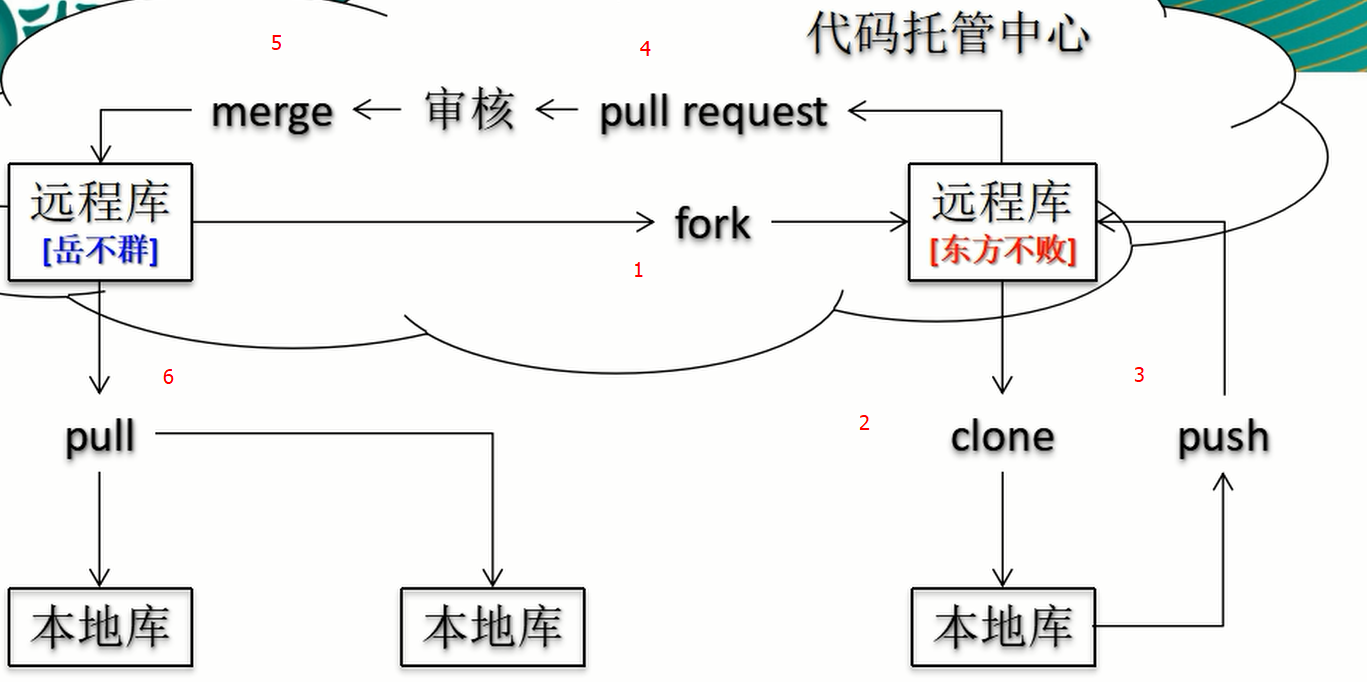 代码托管中心
5
4
merge
审核
pull request
远程库
[岳不群]
fork
远程库
[东方不败]
1
6
3
2
pull
clone
push
本地库
本地库
本地库